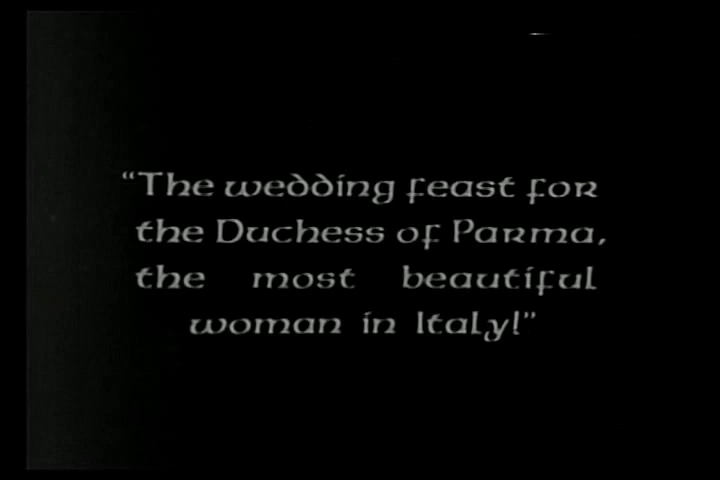 “The wedding feast for
the Duchess of Parma,
the most beautiful
woman in Italy!”